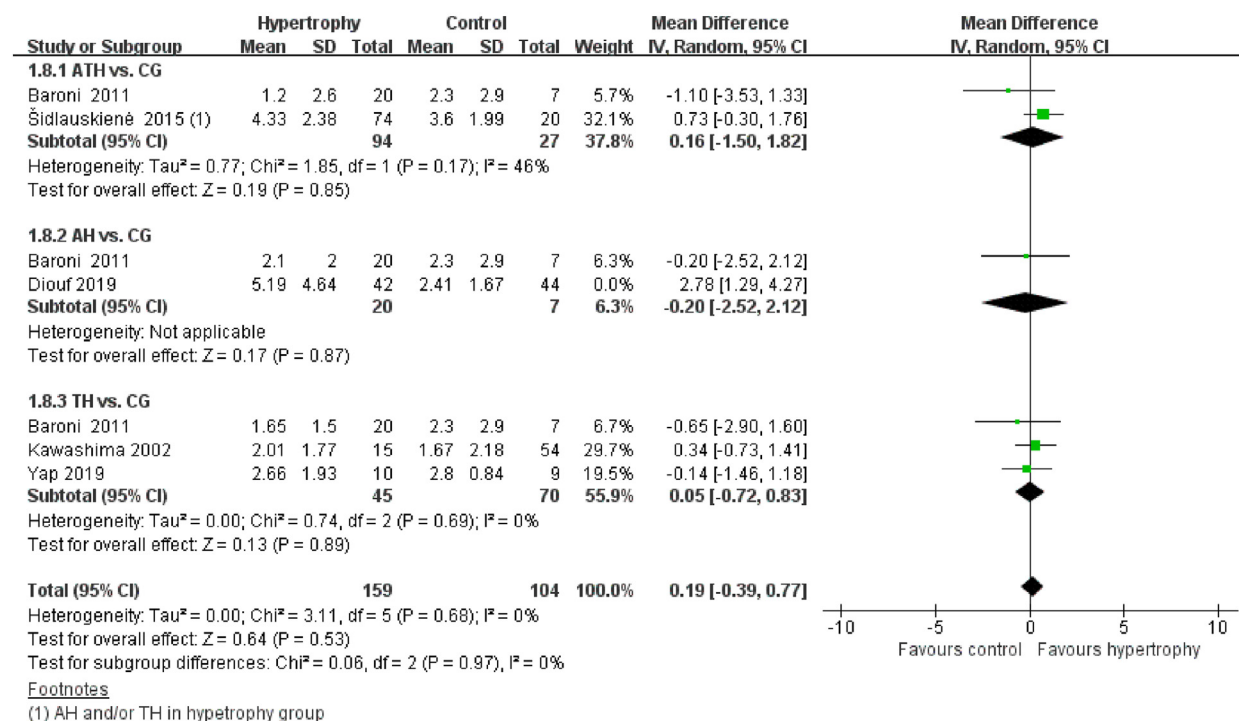 Hypertrophy Control Mean Difference Mean Difference
Study or Subgroup Mean SD Total Mean SD Total Weight IV, Random, 95% CI IV, Random, 95% CI
1.8.1 ATH vs. CG
Baroni 2011 1.2 2.6 20 2.3 2.9 7 5.7% -1.10 [-3.53, 1.33]
Šidlauskienė 2015 (1) 4.33 2.38 74 3.6 1.99 20 32.1% 0.73 [-0.30, 1.76]
Subtotal (95% CI) 94 27 37.8% 0.16 [-1.50, 1.82]
Heterogeneity: Tau² = 0.77; Chi² = 1.85, df = 1 (P = 0.17); I² = 46%
Test for overall effect: Z = 0.19 (P = 0.85)
1.8.2 AH vs. CG
Baroni 2011 2.1 2 20 2.3 2.9 7 6.3% -0.20 [-2.52, 2.12]
Diouf 2019 5.19 4.64 42 2.41 1.67 44 0.0% 2.78 [1.29, 4.27]
Subtotal (95% CI) 20 7 6.3% -0.20 [-2.52, 2.12]
Heterogeneity: Not applicable
Test for overall effect: Z = 0.17 (P = 0.87)
1.8.3 TH vs. CG
Baroni 2011 1.65 1.5 20 2.3 2.9 7 6.7% -0.65 [-2.90, 1.60]
Kawashima 2002 2.01 1.77 15 1.67 2.18 54 29.7% 0.34 [-0.73, 1.41]
Yap 2019 2.66 1.93 10 2.8 0.84 9 19.5% -0.14 [-1.46, 1.18]
Subtotal (95% CI) 45 70 55.9% 0.05 [-0.72, 0.83]
Heterogeneity: Tau² = 0.00; Chi² = 0.74, df = 2 (P = 0.69); I² = 0%
Test for overall effect: Z = 0.13 (P = 0.89)
Total (95% CI) 159 104 100.0% 0.19 [-0.39, 0.77]
Heterogeneity: Tau² = 0.00; Chi² = 3.11, df = 5 (P = 0.68); I² = 0%
Test for overall effect: Z = 0.64 (P = 0.53)
Test for subgroup differences: Chi² = 0.06, df = 2 (P = 0.97), I² = 0%
-10 -5 0 5 10
Favours control Favours hypertrophy
Footnotes
(1) AH and/or TH in hypetrophy group